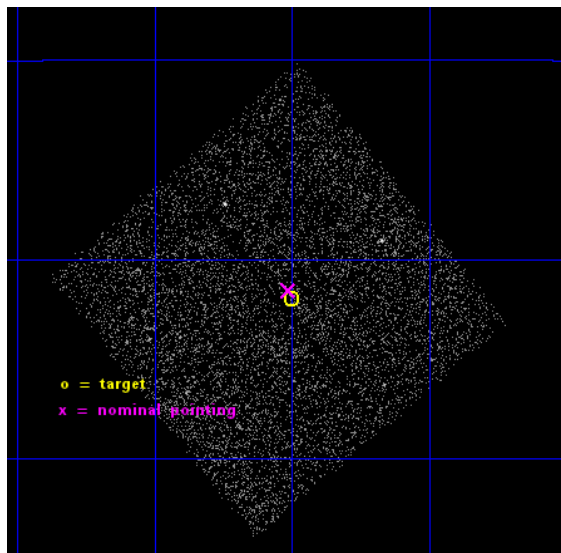 o = target
x = nominal pointing